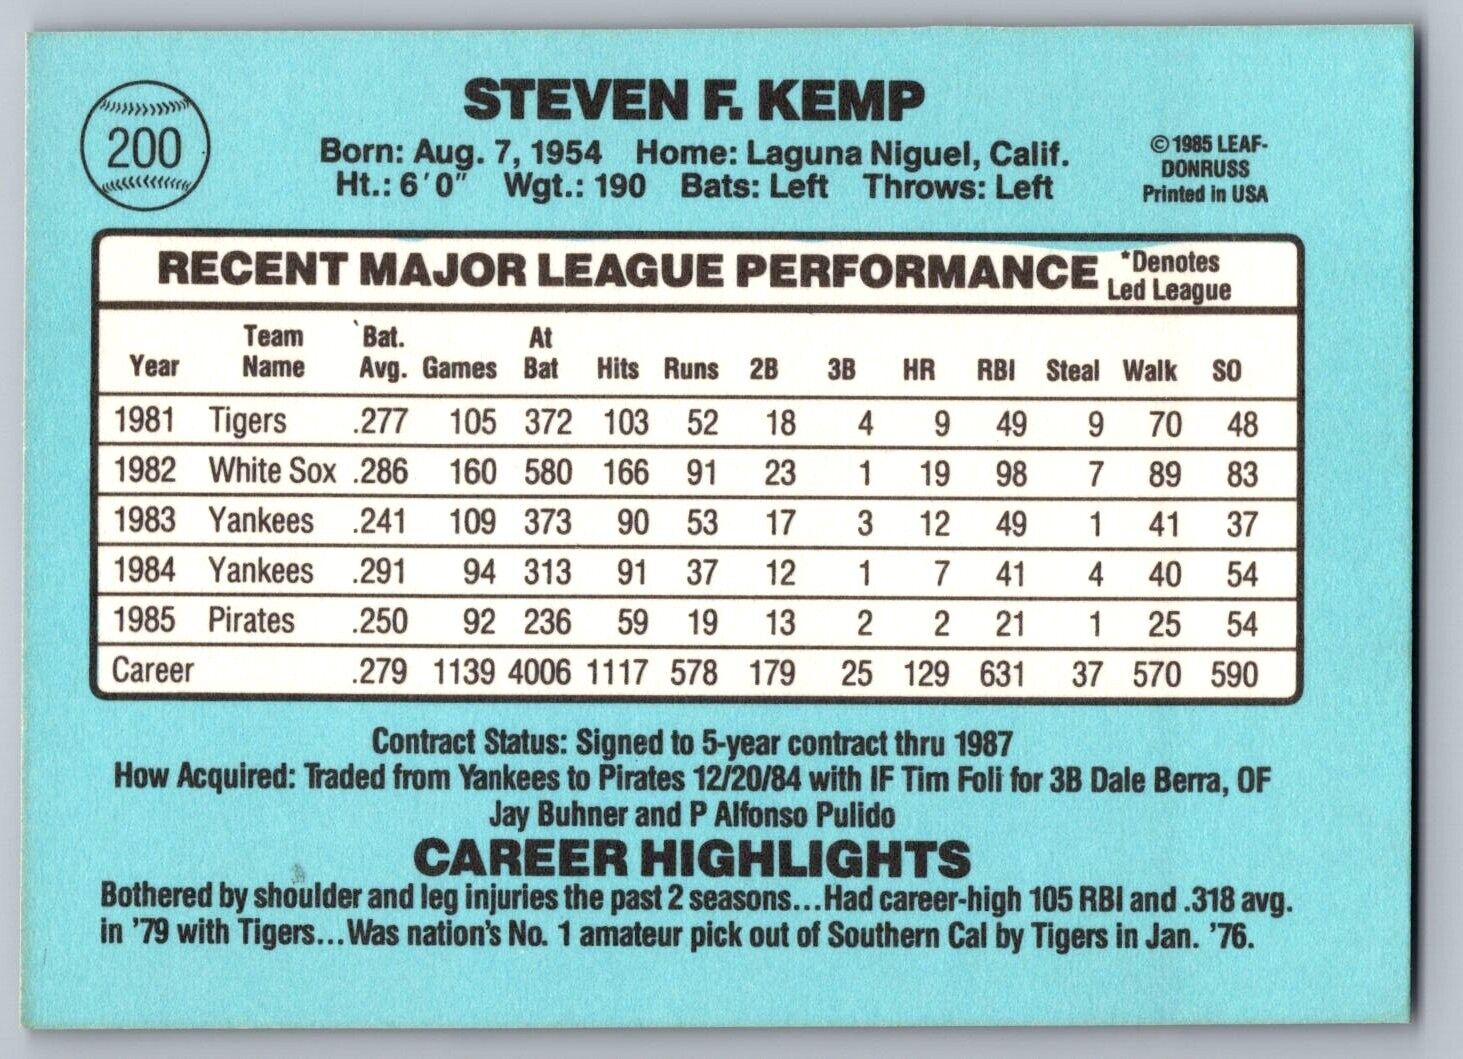 200
STEVEN F. KEMP
Born: Aug. 7, 1954 Home: Laguna Niguel, Calif.
Ht.: 6'0" Wgt.: 190 Bats: Left Throws: Left
©1985 LEAF-
DONRUSS
Printed in USA
RECENT MAJOR LEAGUE PERFORMANCE
*Denotes
Led League
Year Team Name Bat. Avg. Games At Bat Hits Runs 2B 3B HR RBI Steal Walk SO
1981 Tigers .277 105 372 103 52 18 4 9 49 9 70 48
1982 White Sox .286 160 580 166 91 23 1 19 98 7 89 83
1983 Yankees .241 109 373 90 53 17 3 12 49 1 41 37
1984 Yankees .291 94 313 91 37 12 1 7 41 4 40 54
1985 Pirates .250 92 236 59 19 13 2 2 21 1 25 54
Career .279 1139 4006 1117 578 179 25 129 631 37 570 590
Contract Status: Signed to 5-year contract thru 1987
How Acquired: Traded from Yankees to Pirates 12/20/84 with IF Tim Foli for 3B Dale Berra, OF
Jay Buhner and P Alfonso Pulido
CAREER HIGHLIGHTS
Bothered by shoulder and leg injuries the past 2 seasons...Had career-high 105 RBI and .318 avg.
in '79 with Tigers...Was nation's No. 1 amateur pick out of Southern Cal by Tigers in Jan. '76.